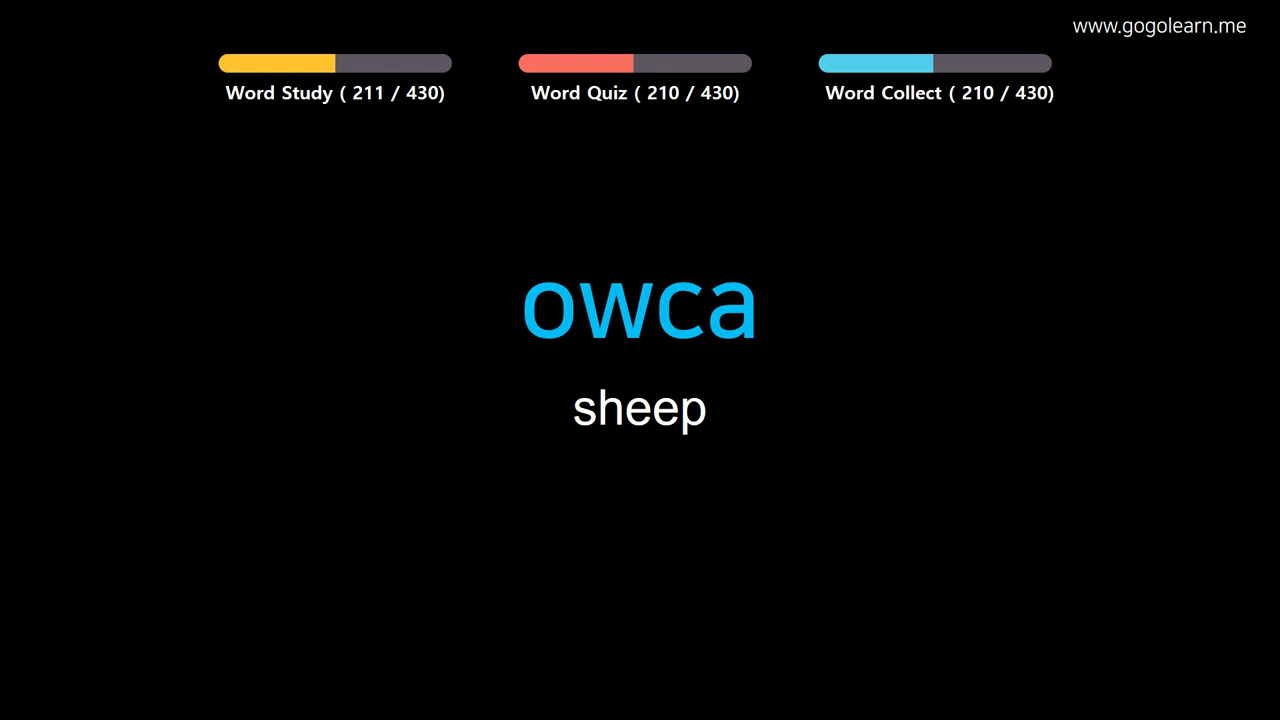 www.gogolearn.me
Word Study ( 211 / 430)
Word Quiz ( 210 / 430)
Word Collect ( 210 / 430)
owca
sheep